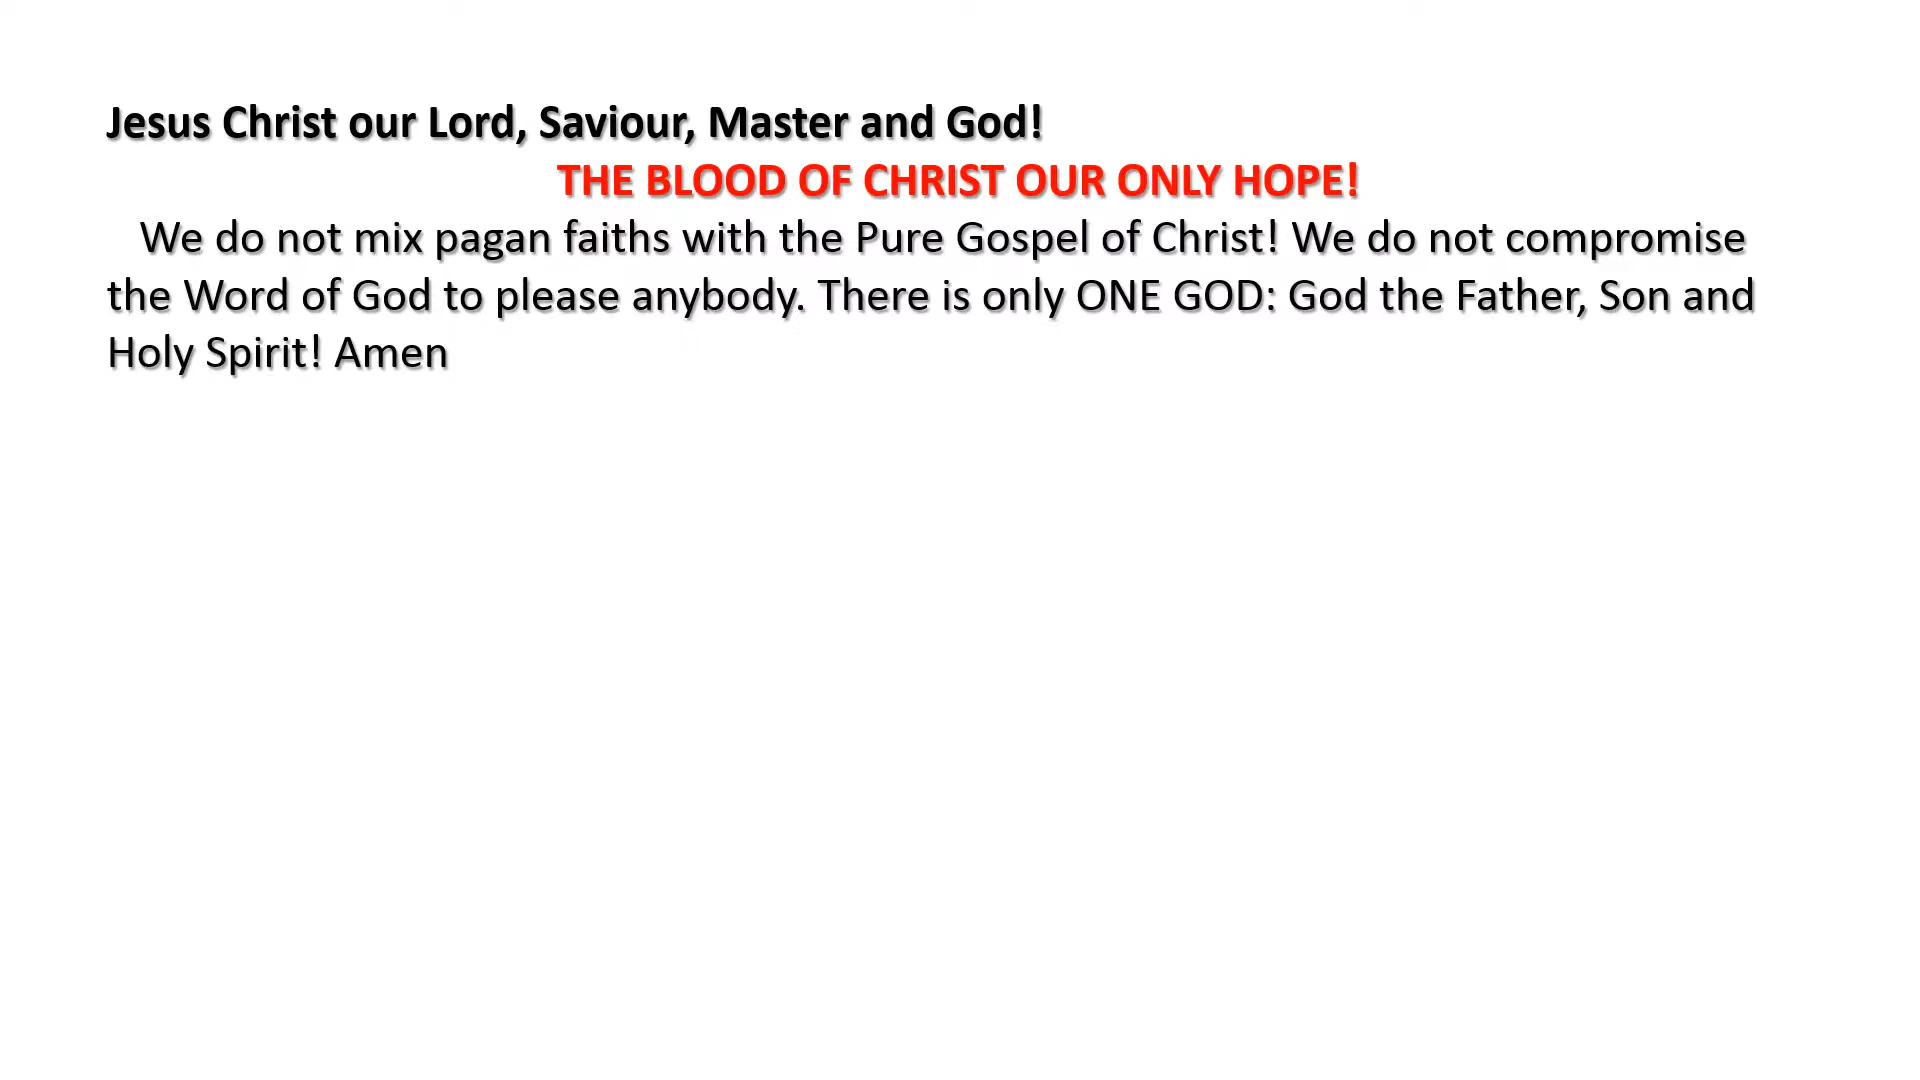 Jesus Christ our Lord, Saviour, Master and God!
THE BLOOD OF CHRIST OUR ONLY HOPE!
We do not mix pagan faiths with the Pure Gospel of Christ! We do not compromise
the Word of God to please anybody. There is only ONE GOD: God the Father, Son and
Holy Spirit! Amen